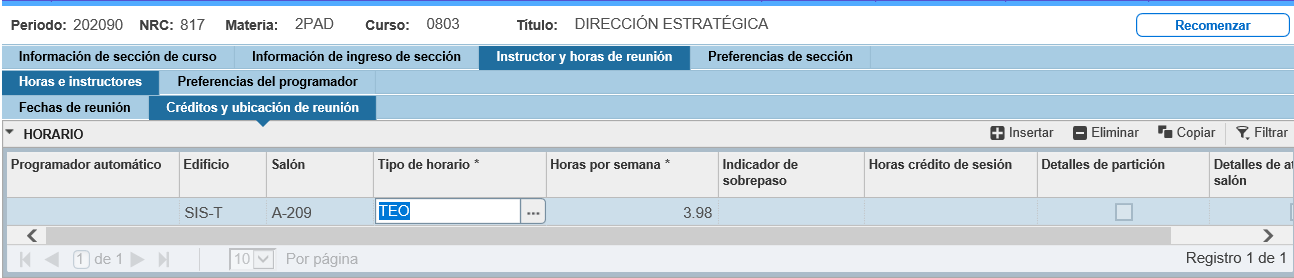 Periodo: 202090 NRC: 817 Materia: 2PAD Curso: 0803 Título: DIRECCIÓN ESTRATÉGICA Recomenzar
Información de sección de curso Información de ingreso de sección Instructor y horas de reunión Preferencias de sección
Horas e instructores Preferencias del programador
Fechas de reunión Créditos y ubicación de reunión
HORARIO Insertar Eliminar Copiar Filtrar
Programador automático Edificio Salón Tipo de horario * Horas por semana * Indicador de sobrepaso Horas crédito de sesión Detalles de partición Detalles de salón
SIS-T A-209 TEO ... 3.98
1 de 1 10 Por página Registro 1 de 1